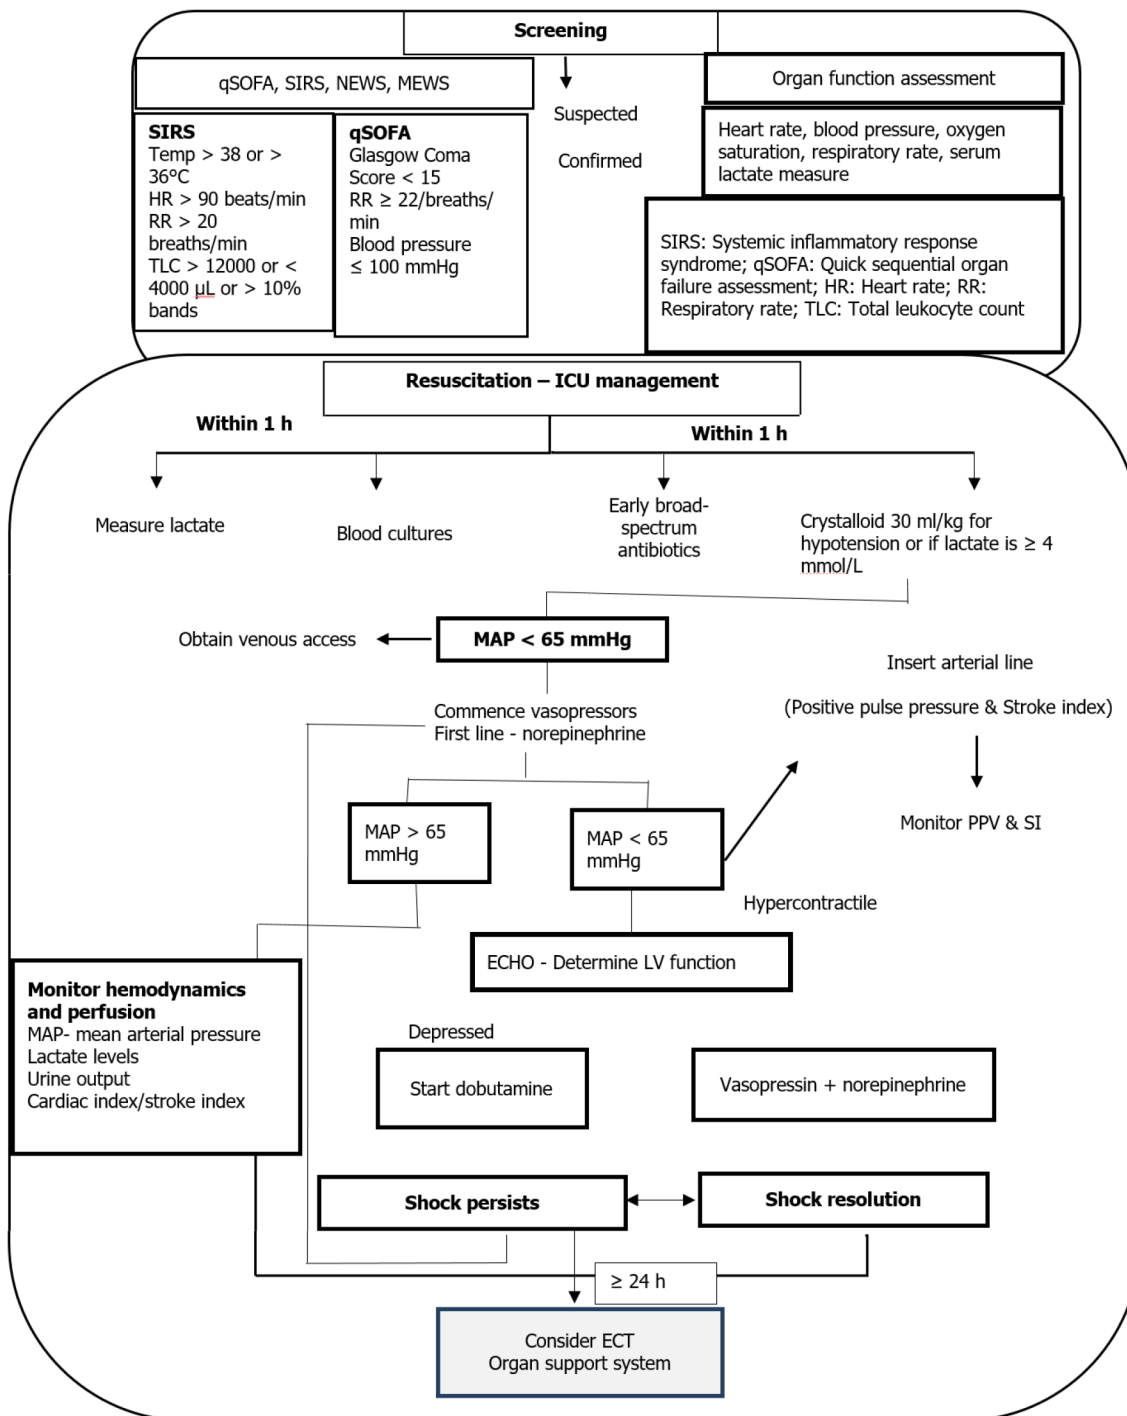 Screening
qSOFA, SIRS, NEWS, MEWS
SIRS
Temp > 38 or >
36°C
HR > 90 beats/min
RR > 20
breaths/min
TLC > 12000 or <
4000 µL or > 10%
bands
qSOFA
Glasgow Coma
Score < 15
RR ≥ 22/breaths/
min
Blood pressure
≤ 100 mmHg
Suspected
Confirmed
Organ function assessment
Heart rate, blood pressure, oxygen
saturation, respiratory rate, serum
lactate measure
SIRS: Systemic inflammatory response
syndrome; qSOFA: Quick sequential organ
failure assessment; HR: Heart rate; RR:
Respiratory rate; TLC: Total leukocyte count
Resuscitation – ICU management
Within 1 h
Within 1 h
Measure lactate
Blood cultures
Early broad-
spectrum
antibiotics
Crystalloid 30 ml/kg for
hypotension or if lactate is ≥ 4
mmol/L
Obtain venous access
MAP < 65 mmHg
Insert arterial line
(Positive pulse pressure & Stroke index)
Commence vasopressors
First line - norepinephrine
Monitor PPV & SI
MAP > 65
mmHg
MAP < 65
mmHg
Hypercontractile
ECHO - Determine LV function
Monitor hemodynamics
and perfusion
MAP- mean arterial pressure
Lactate levels
Urine output
Cardiac index/stroke index
Depressed
Start dobutamine
Vasopressin + norepinephrine
Shock persists
Shock resolution
≥ 24 h
Consider ECT
Organ support system